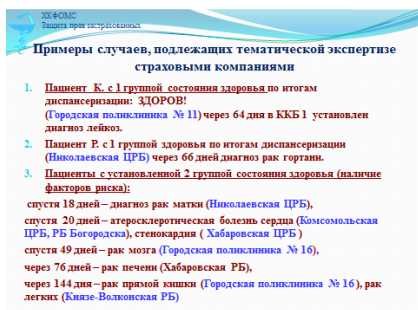 ХКФОМС
Защита прав застрахованных
Примеры случаев, подлежащих тематической экспертизе
страховыми компаниями
1. Пациент К. с 1 группой состояния здоровья по итогам
диспансеризации: ЗДОРОВ!
(Городская поликлиника № 11) через 64 дня в ККБ 1 установлен
диагноз лейкоз.
2. Пациент Р. с 1 группой здоровья по итогам диспансеризации
(Николаевская ЦРБ) через 66 дней диагноз рак гортани.
3. Пациенты с установленной 2 группой состояния здоровья (наличие
факторов риска):
спустя 18 дней – диагноз рак матки (Николаевская ЦРБ),
спустя 20 дней – атеросклеротическая болезнь сердца (Комсомольская
ЦРБ, РБ Богородска), стенокардия ( Хабаровская ЦРБ )
спустя 49 дней – рак мозга (Городская поликлиника № 16),
через 76 дней – рак печени (Хабаровская РБ),
через 144 дня – рак прямой кишки (Городская поликлиника № 16 ), рак
легких (Князе-Волконская РБ)